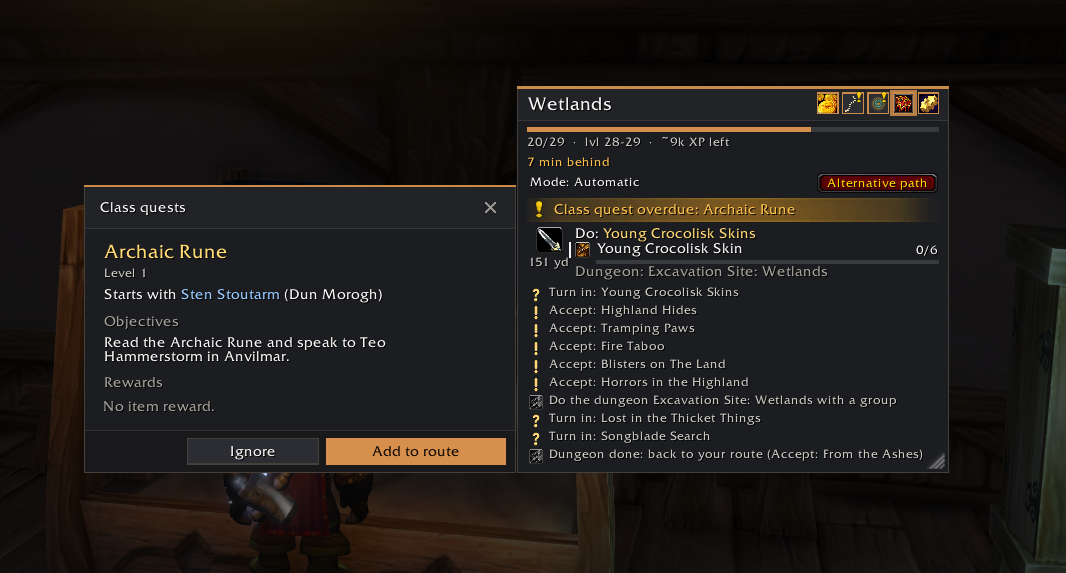 Class quests
Archaic Rune
Level 1
Starts with Sten Stoutarm (Dun Morogh)
Objectives
Read the Archaic Rune and speak to Teo
Hammerstorm in Anvilmar.
Rewards
No item reward.
Ignore
Add to route
Wetlands
20/29 · lvl 28-29 · ~9k XP left
7 min behind
Mode: Automatic
Alternative path
Class quest overdue: Archaic Rune
Do: Young Crocolisk Skins
Young Crocolisk Skin 0/6
151 yd
Dungeon: Excavation Site: Wetlands
Turn in: Young Crocolisk Skins
Accept: Highland Hides
Accept: Tramping Paws
Accept: Fire Taboo
Accept: Blisters on The Land
Accept: Horrors in the Highland
Do the dungeon Excavation Site: Wetlands with a group
Turn in: Lost in the Thicket Things
Turn in: Songblade Search
Dungeon done: back to your route (Accept: From the Ashes)